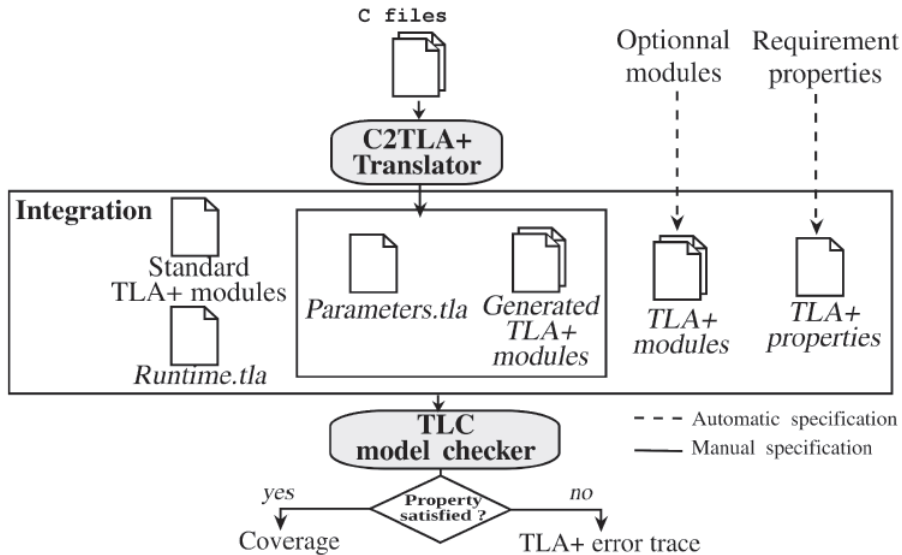 C files
Optionnal
modules
Requirement
properties
C2TLA+
Translator
Integration
Standard
TLA+ modules
Runtime.tla
Parameters.tla
Generated
TLA+
modules
TLA+
modules
TLA+
properties
TLC
model checker
Automatic specification
Manual specification
Property
satisfied ?
yes
no
Coverage
TLA+ error trace